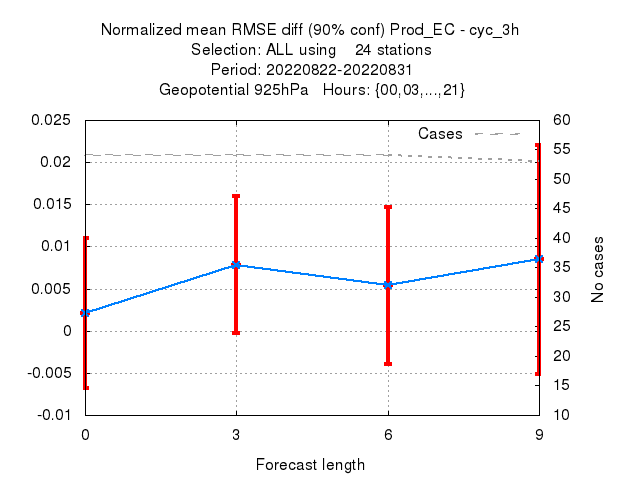 Normalized mean RMSE diff (90% conf) Prod_EC - cyc_3h
Selection: ALL using 24 stations
Period: 20220822-20220831
Geopotential 925hPa Hours: {00,03,...,21}
Cases
0.025
0.02
0.015
0.01
0.005
0
-0.005
-0.01
60
55
50
45
40
35
30
25
20
15
10
No cases
0 3 6 9
Forecast length